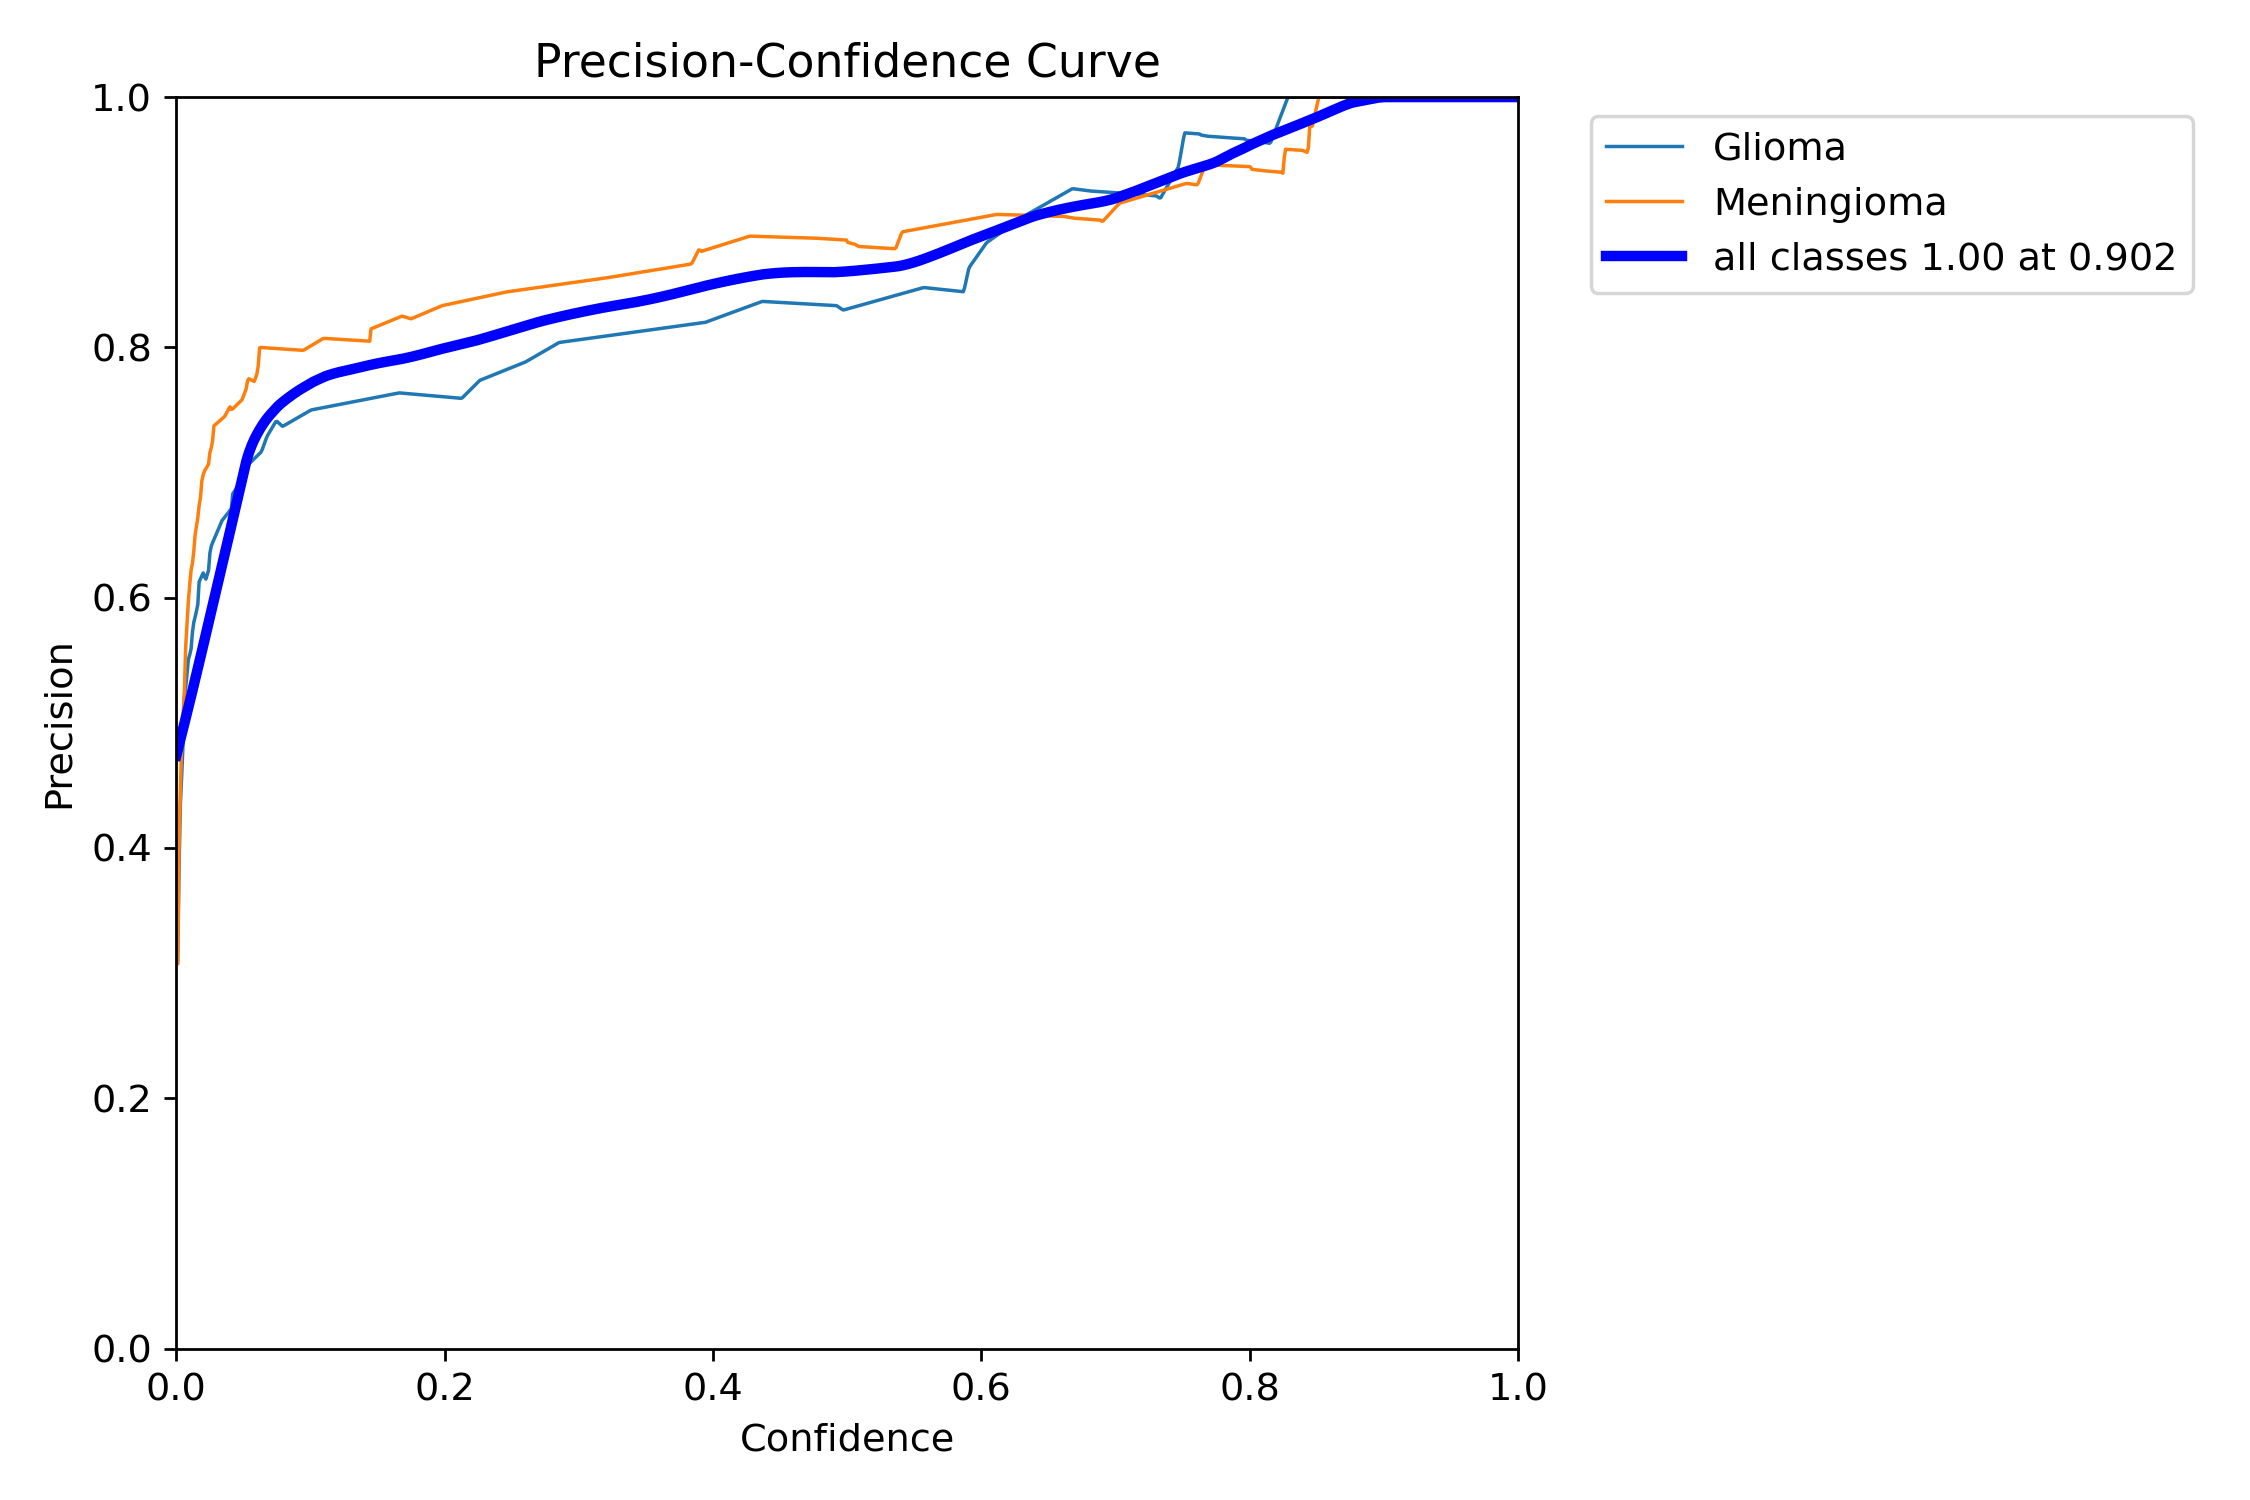 Precision-Confidence Curve
1.0
0.8
0.6
0.4
0.2
0.0
Precision
0.0 0.2 0.4 0.6 0.8 1.0
Confidence
Glioma
Meningioma
all classes 1.00 at 0.902